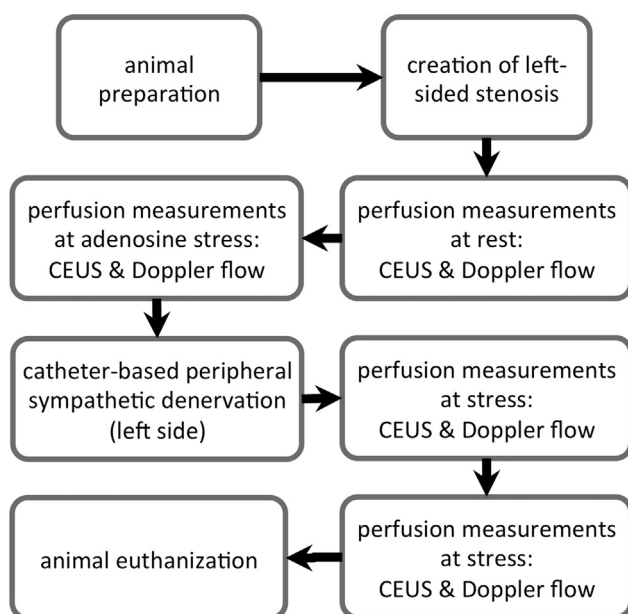 animal
preparation
creation of left-
sided stenosis
perfusion measurements
at rest:
CEUS & Doppler flow
perfusion measurements
at adenosine stress:
CEUS & Doppler flow
catheter-based peripheral
sympathetic denervation
(left side)
perfusion measurements
at stress:
CEUS & Doppler flow
perfusion measurements
at stress:
CEUS & Doppler flow
animal euthanization